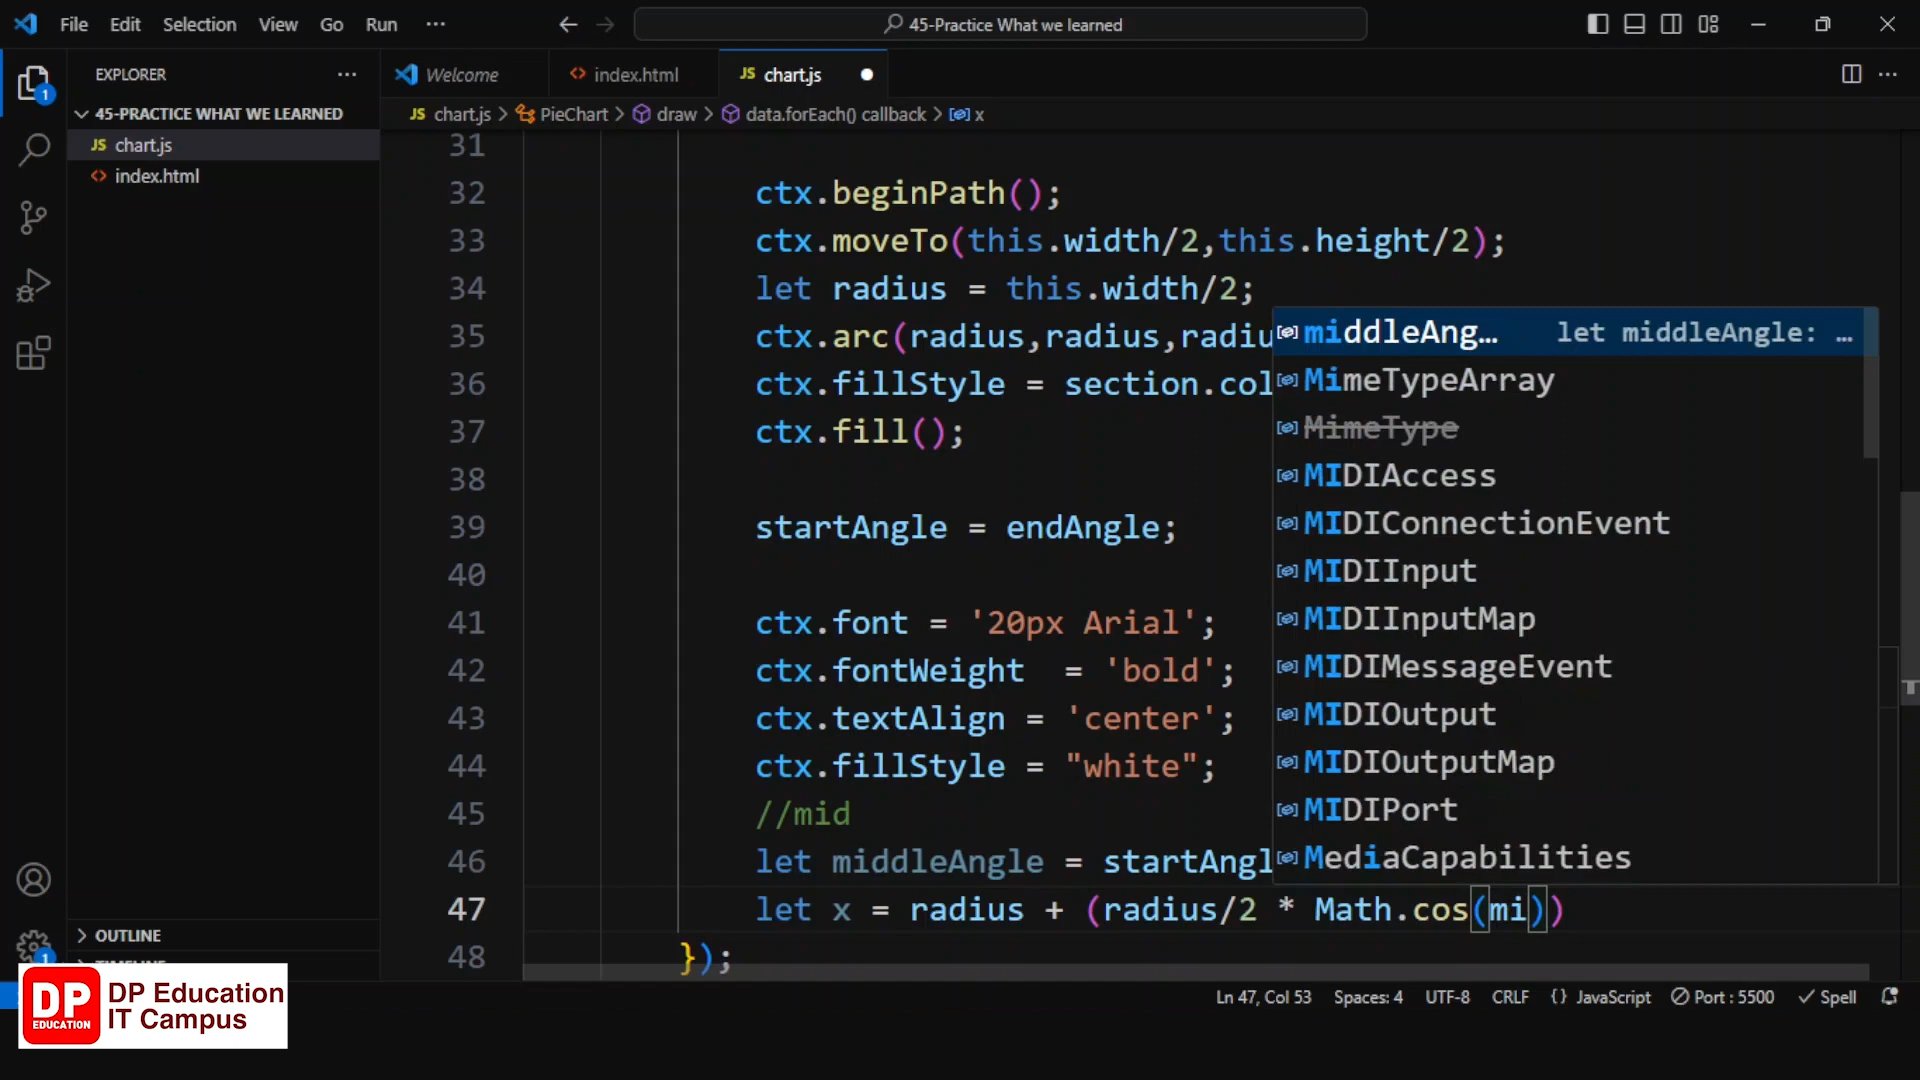 File Edit Selection View Go Run ··· 45-Practice What we learned
EXPLORER ···
45-PRACTICE WHAT WE LEARNED
JS chart.js
<> index.html
OUTLINE
Welcome <> index.html JS chart.js
JS chart.js > PieChart > draw > data.forEach() callback > x
31
32 ctx.beginPath();
33 ctx.moveTo(this.width/2,this.height/2);
34 let radius = this.width/2;
35 ctx.arc(radius,radius,radiu
36 ctx.fillStyle = section.col
37 ctx.fill();
38
39 startAngle = endAngle;
40
41 ctx.font = '20px Arial';
42 ctx.fontWeight  = 'bold';
43 ctx.textAlign = 'center';
44 ctx.fillStyle = "white";
45 //mid
46 let middleAngle = startAngl
47 let x = radius + (radius/2 * Math.cos(mi))
48 });
middleAng… let middleAngle: …
MimeTypeArray
MimeType
MIDIAccess
MIDIConnectionEvent
MIDIInput
MIDIInputMap
MIDIMessageEvent
MIDIOutput
MIDIOutputMap
MIDIPort
MediaCapabilities
1
1
Ln 47, Col 53 Spaces: 4 UTF-8 CRLF {} JavaScript Port : 5500 Spell
DP EDUCATION
DP Education
IT Campus